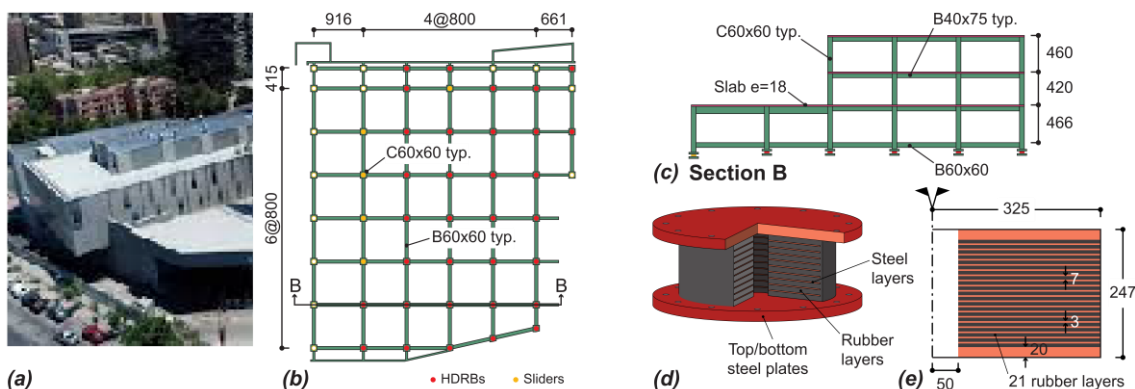 916
4@800
661
415
6@800
C60x60 typ.
B60x60 typ.
B
B
(a)
(b)
HDRBs
Sliders
C60x60 typ.
B40x75 typ.
Slab e=18
460
420
466
(c) Section B
B60x60
Steel
layers
Rubber
layers
Top/bottom
steel plates
(d)
325
7
3
247
20
50
21 rubber layers
(e)